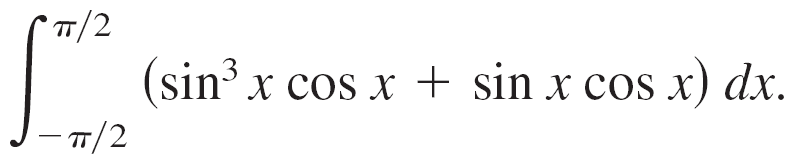 ∫_{-π/2}^{π/2} (sin³ x cos x + sin x cos x) dx.